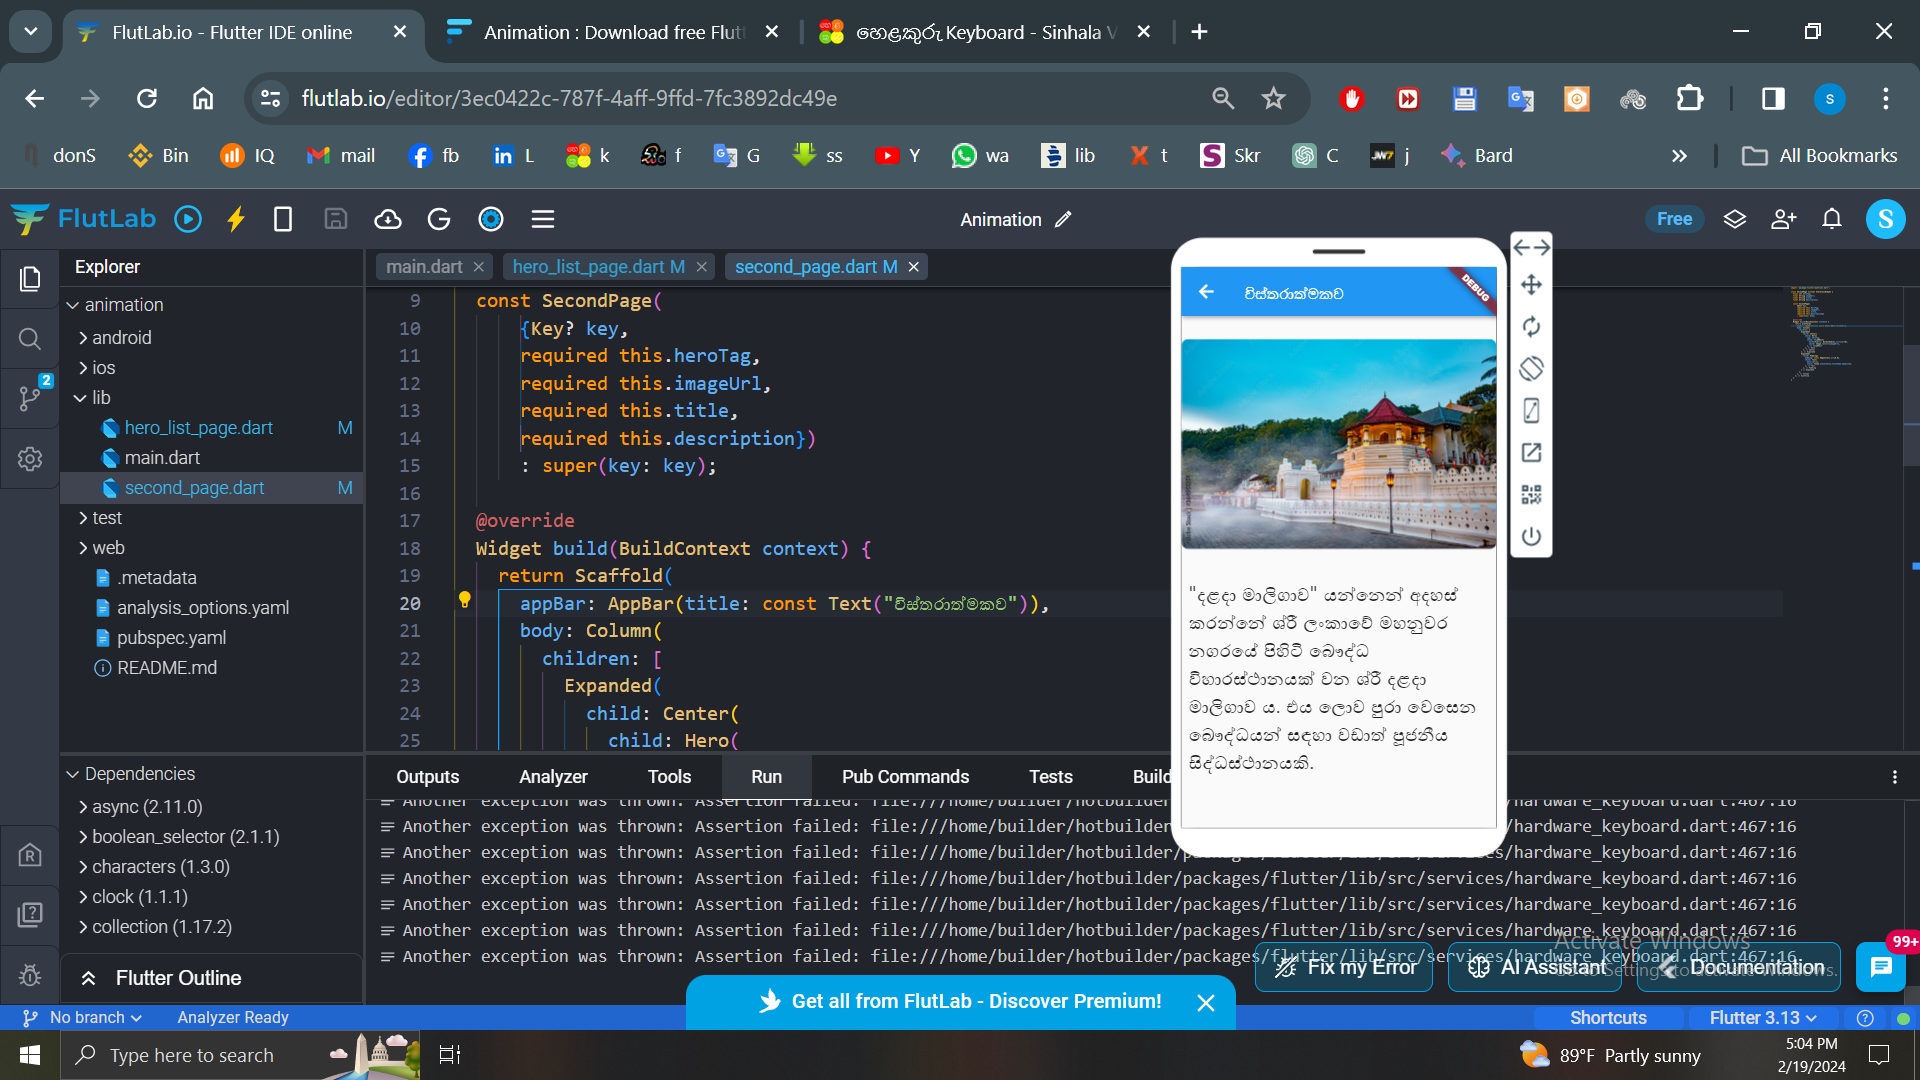 FlutLab.io - Flutter IDE online
Animation : Download free Flutt
හෙළකුරු Keyboard - Sinhala V
flutlab.io/editor/3ec0422c-787f-4aff-9ffd-7fc3892dc49e
S
donS
Bin
IQ
mail
fb
L
k
f
G
ss
Y
wa
lib
t
Skr
C
j
Bard
All Bookmarks
FlutLab
Animation
Free
S
Explorer
main.dart
hero_list_page.dart M
second_page.dart M
animation
android
ios
lib
hero_list_page.dart M
main.dart
second_page.dart M
test
web
.metadata
analysis_options.yaml
pubspec.yaml
README.md
2
9 const SecondPage(
10 {Key? key,
11 required this.heroTag,
12 required this.imageUrl,
13 required this.title,
14 required this.description})
15 : super(key: key);
16
17 @override
18 Widget build(BuildContext context) {
19 return Scaffold(
20 appBar: AppBar(title: const Text("විස්තරාත්මකව")),
21 body: Column(
22 children: [
23 Expanded(
24 child: Center(
25 child: Hero(
විස්තරාත්මකව
DEBUG
"දළදා මාලිගාව" යන්නෙන් අදහස්
කරන්නේ ශ්රී ලංකාවේ මහනුවර
නගරයේ පිහිටි බෞද්ධ
විහාරස්ථානයක් වන ශ්රී දළදා
මාලිගාව ය. එය ලොව පුරා වෙසෙන
බෞද්ධයන් සඳහා වඩාත් පූජනීය
සිද්ධස්ථානයකි.
Dependencies
async (2.11.0)
boolean_selector (2.1.1)
characters (1.3.0)
clock (1.1.1)
collection (1.17.2)
Flutter Outline
Outputs
Analyzer
Tools
Run
Pub Commands
Tests
Build
Another exception was thrown: Assertion failed: file:///home/builder/hotbuilder hardware_keyboard.dart:467:16
Another exception was thrown: Assertion failed: file:///home/builder/hotbuilder hardware_keyboard.dart:467:16
Another exception was thrown: Assertion failed: file:///home/builder/hotbuilder/packages/flutter/lib/src/services/hardware_keyboard.dart:467:16
Another exception was thrown: Assertion failed: file:///home/builder/hotbuilder/packages/flutter/lib/src/services/hardware_keyboard.dart:467:16
Another exception was thrown: Assertion failed: file:///home/builder/hotbuilder/packages/flutter/lib/src/services/hardware_keyboard.dart:467:16
Another exception was thrown: Assertion failed: file:///home/builder/hotbuilder/packages/flutter/lib/src/services/hardware_keyboard.dart:467:16
Another exception was thrown: Assertion failed: file:///home/builder/hotbuilder/packages/flutter/lib/src/services/hardware_keyboard.dart:467:16
Activate Windows
Go to Settings to activate Windows.
Fix my Error
AI Assistant
Documentation
99+
Get all from FlutLab - Discover Premium!
No branch
Analyzer Ready
Shortcuts
Flutter 3.13
Type here to search
89°F Partly sunny
5:04 PM
2/19/2024